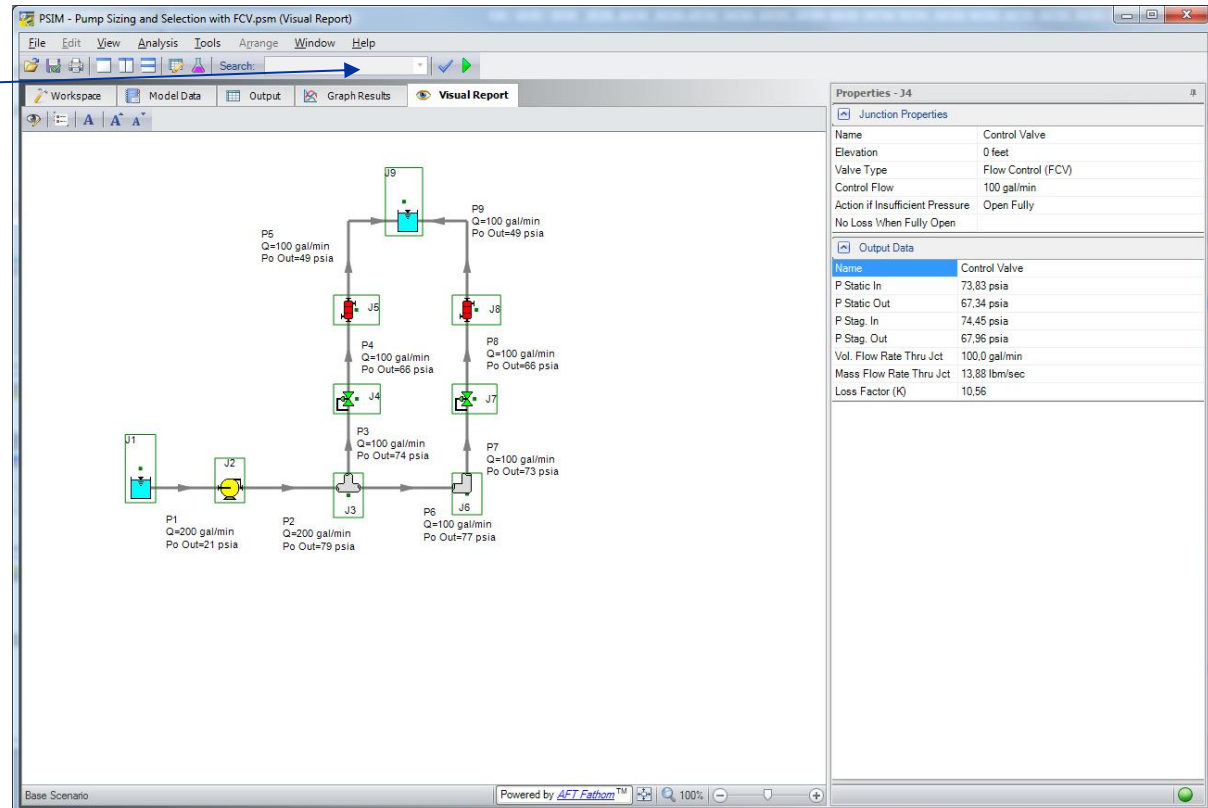 PSIM - Pump Sizing and Selection with FCV.psm (Visual Report)
File Edit View Analysis Tools Arrange Window Help
Search:
Workspace Model Data Output Graph Results Visual Report
A A A
J9
P9
Q=100 gal/min
Po Out=49 psia
P5
Q=100 gal/min
Po Out=49 psia
J5
J8
P4
Q=100 gal/min
Po Out=66 psia
P8
Q=100 gal/min
Po Out=66 psia
J4
J7
P3
Q=100 gal/min
Po Out=74 psia
P7
Q=100 gal/min
Po Out=73 psia
J1
J2
J3
J6
P1
Q=200 gal/min
Po Out=21 psia
P2
Q=200 gal/min
Po Out=79 psia
P6
Q=100 gal/min
Po Out=77 psia
Properties - J4
Junction Properties
Name Control Valve
Elevation 0 feet
Valve Type Flow Control (FCV)
Control Flow 100 gal/min
Action if Insufficient Pressure Open Fully
No Loss When Fully Open
Output Data
Name Control Valve
P Static In 73,83 psia
P Static Out 67,34 psia
P Stag. In 74,45 psia
P Stag. Out 67,96 psia
Vol. Flow Rate Thru Jct 100,0 gal/min
Mass Flow Rate Thru Jct 13,88 lbm/sec
Loss Factor (K) 10,56
Base Scenario
Powered by AFT Fathom™ 100%